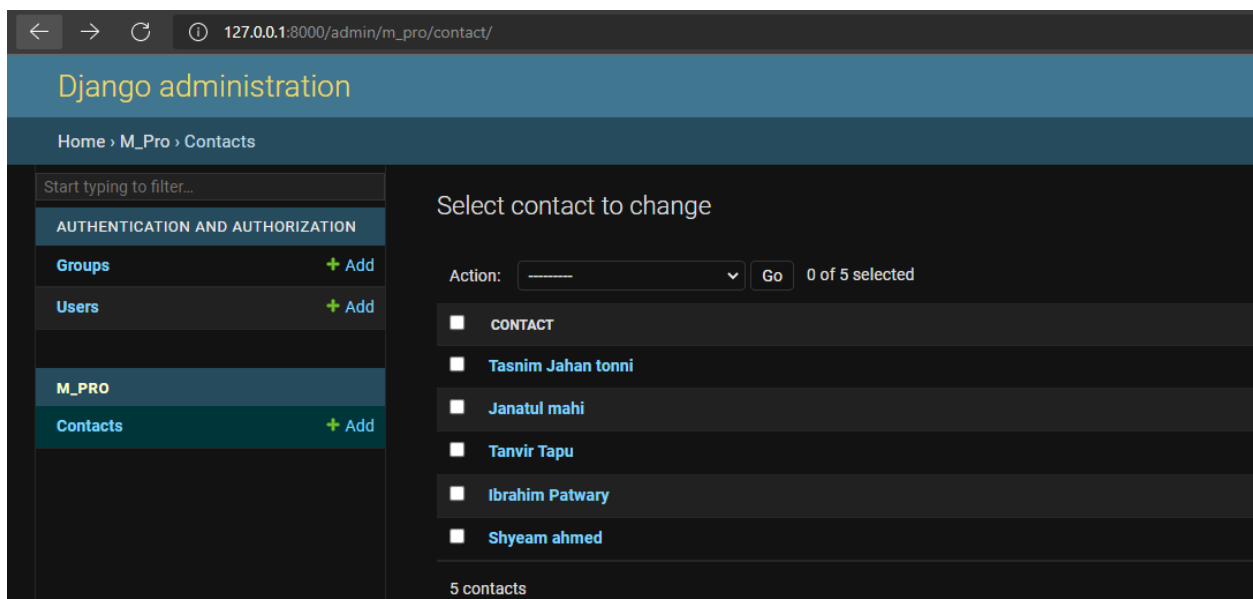 127.0.0.1:8000/admin/m_pro/contact/
Django administration
Home › M_Pro › Contacts
Start typing to filter...
AUTHENTICATION AND AUTHORIZATION
Groups + Add
Users + Add
M_PRO
Contacts + Add
Select contact to change
Action: --------- Go 0 of 5 selected
CONTACT
Tasnim Jahan tonni
Janatul mahi
Tanvir Tapu
Ibrahim Patwary
Shyeam ahmed
5 contacts